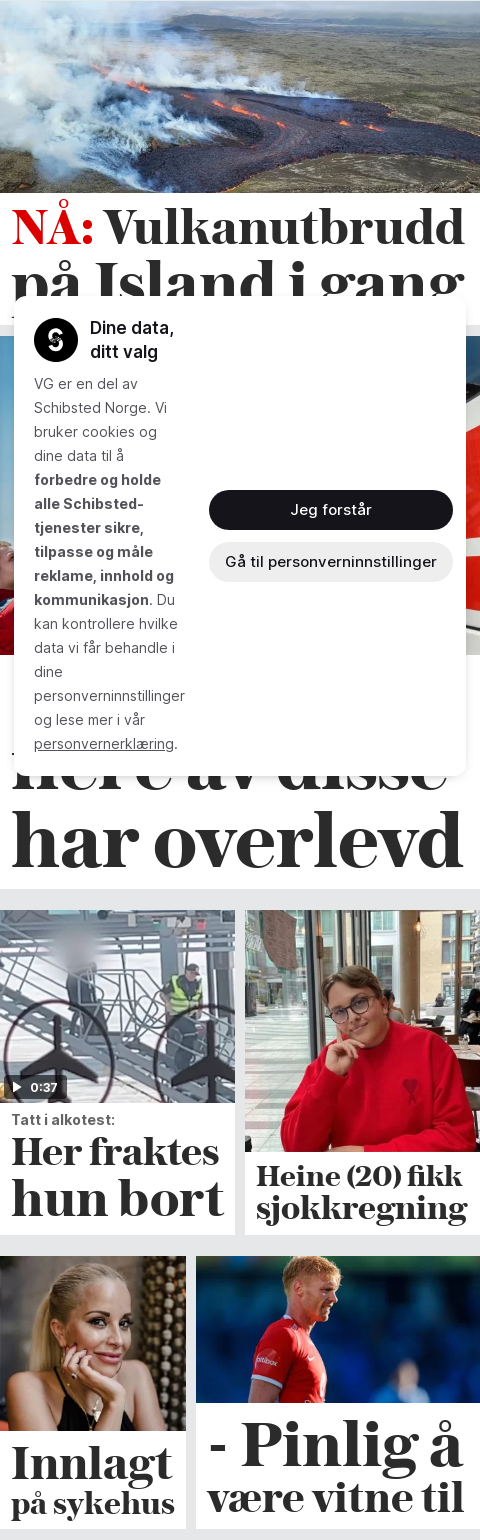 NÅ: Vulkanutbrudd
på Island i gang
Dine data,
ditt valg
VG er en del av
Schibsted Norge. Vi
bruker cookies og
dine data til å
forbedre og holde
alle Schibsted-
tjenester sikre,
tilpasse og måle
reklame, innhold og
kommunikasjon. Du
kan kontrollere hvilke
data vi får behandle i
dine
personverninnstillinger
og lese mer i vår
personvernerklæring.
Jeg forstår
Gå til personverninnstillinger
av disse
har overlevd
0:37
Tatt i alkotest:
Her fraktes
hun bort
Heine (20) fikk
sjokkregning
Innlagt
på sykehus
- Pinlig å
være vitne til